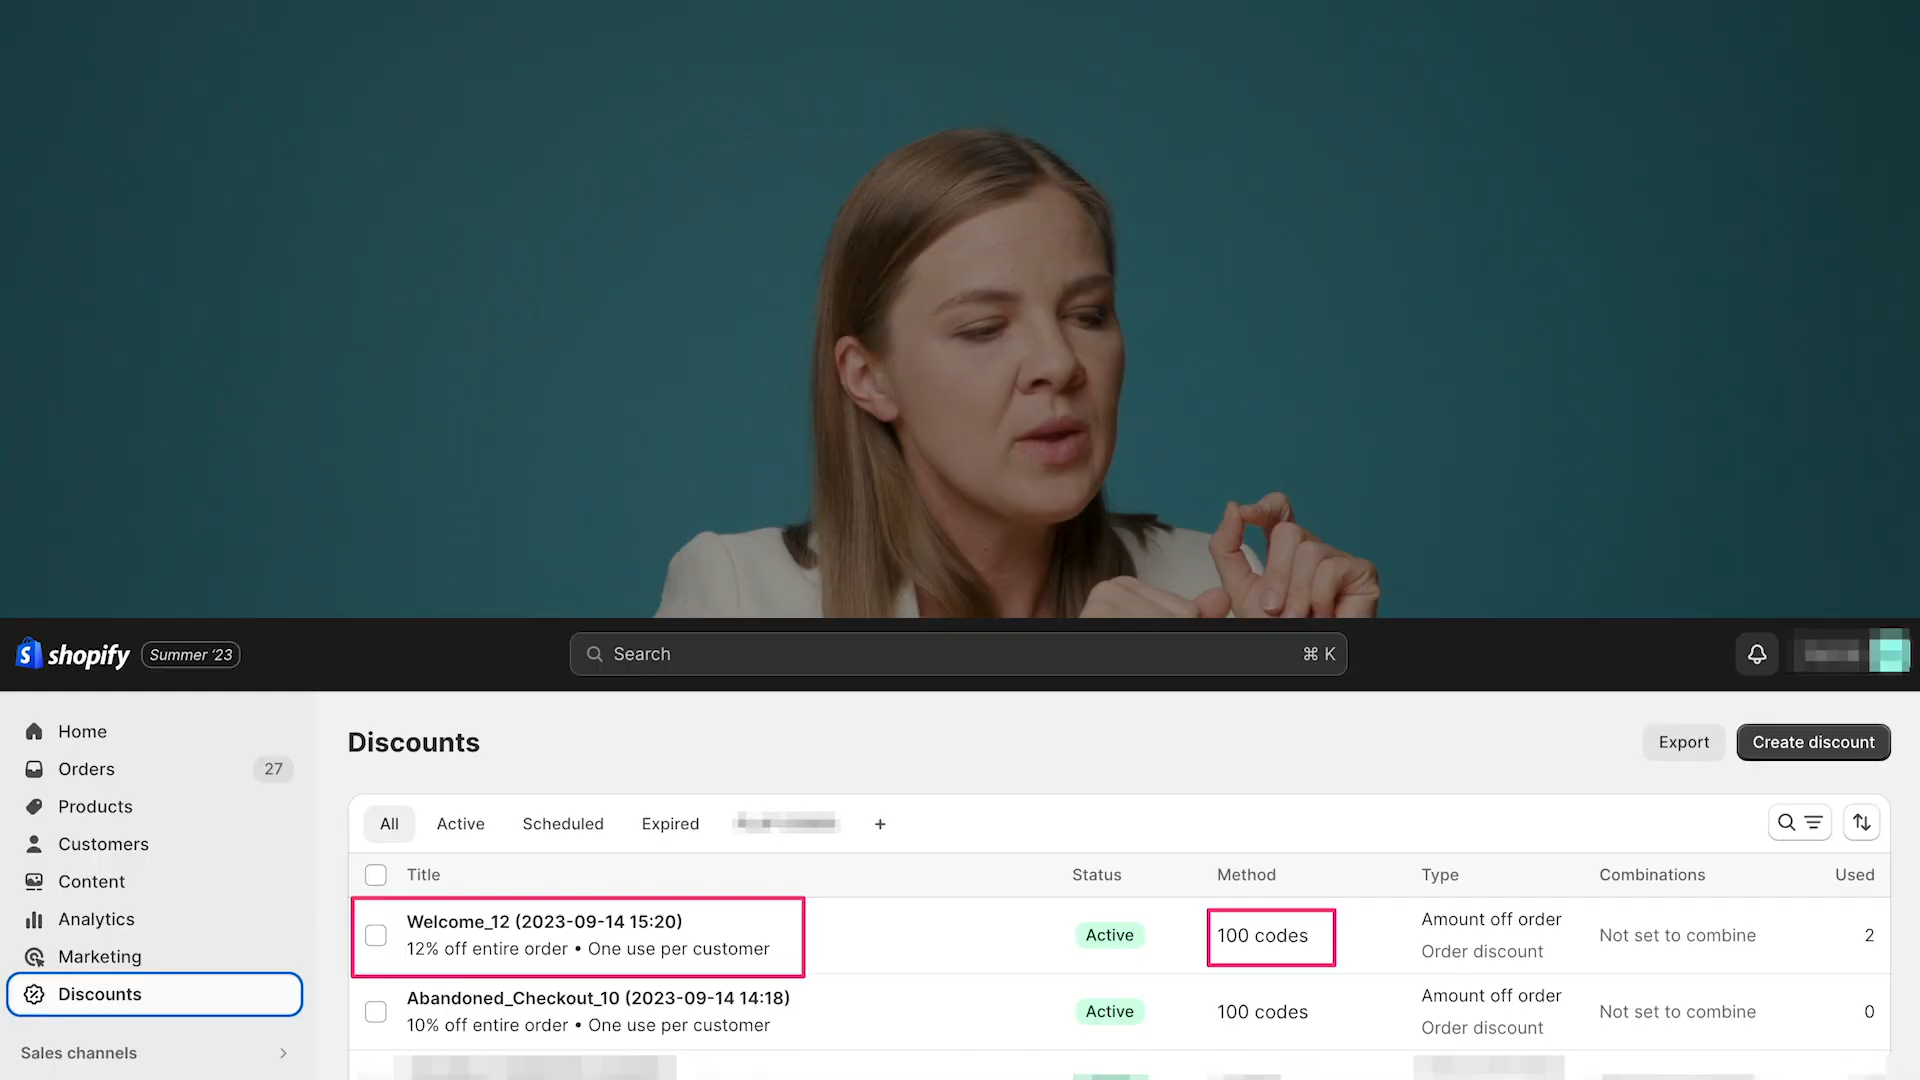 shopify Summer ‘23 Search ⌘ K
Home
Orders 27
Products
Customers
Content
Analytics
Marketing
Discounts
Sales channels
Discounts Export Create discount
All Active Scheduled Expired +
Title Status Method Type Combinations Used
Welcome_12 (2023-09-14 15:20)
12% off entire order • One use per customer
Active 100 codes
Amount off order
Order discount
Not set to combine 2
Abandoned_Checkout_10 (2023-09-14 14:18)
10% off entire order • One use per customer
Active 100 codes
Amount off order
Order discount
Not set to combine 0